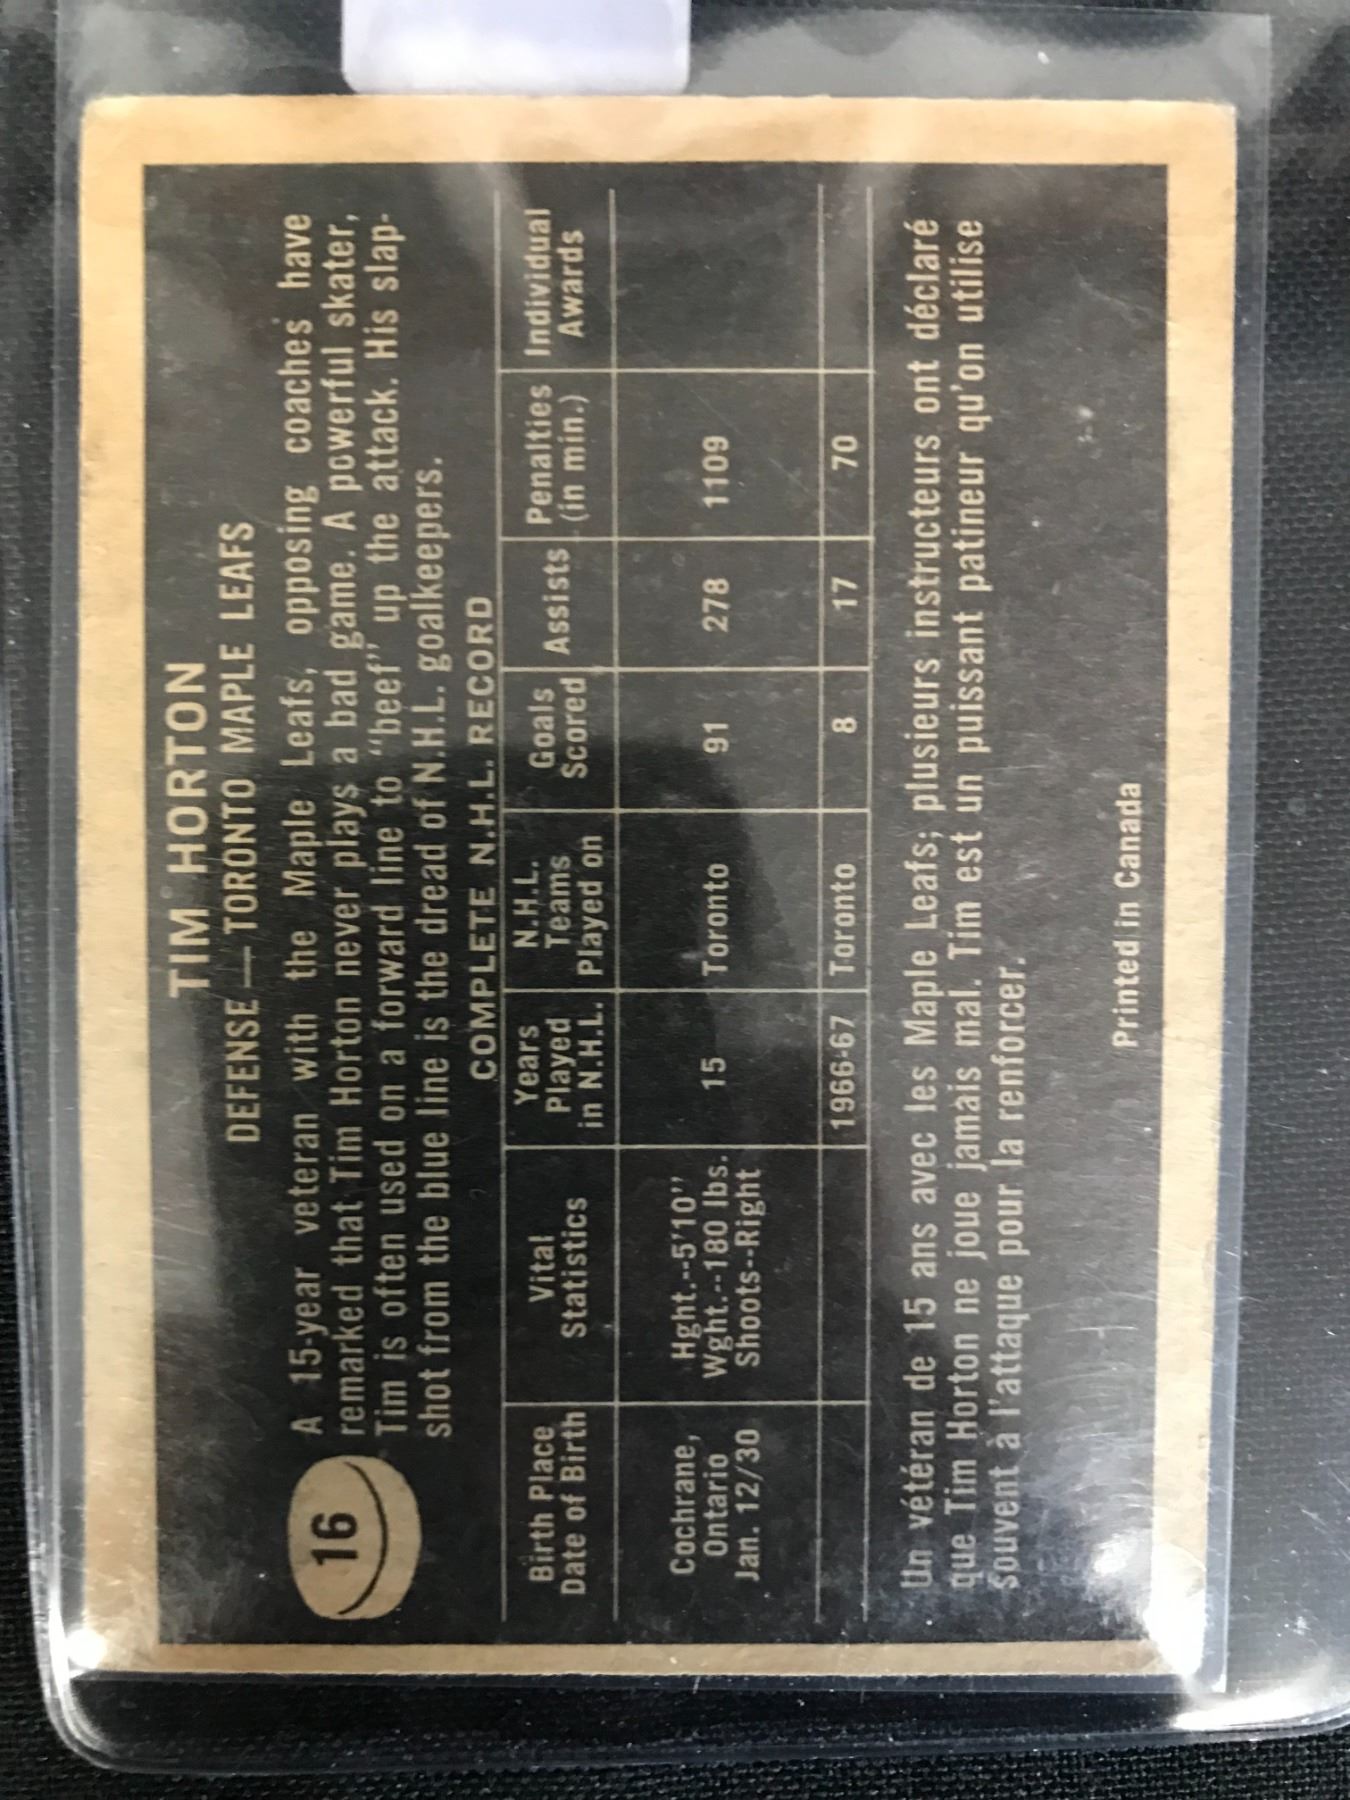 TIM HORTON
DEFENSE — TORONTO MAPLE LEAFS
16
A 15-year veteran with the Maple Leafs, opposing coaches have
remarked that Tim Horton never plays a bad game. A powerful skater,
Tim is often used on a forward line to “beef” up the attack. His slap-
shot from the blue line is the dread of N.H.L. goalkeepers.
COMPLETE N.H.L. RECORD
Birth Place
Date of Birth
Vital
Statistics
Years
Played
in N.H.L.
N.H.L.
Teams
Played on
Goals
Scored
Assists
Penalties
(in min.)
Individual
Awards
Cochrane,
Ontario
Jan. 12/30
Hght.--5'10"
Wght.--180 lbs.
Shoots--Right
15
Toronto
91
278
1109
1966-67
Toronto
8
17
70
Un vétéran de 15 ans avec les Maple Leafs; plusieurs instructeurs ont déclaré
que Tim Horton ne joue jamais mal. Tim est un puissant patineur qu'on utilise
souvent à l'attaque pour la renforcer.
Printed in Canada